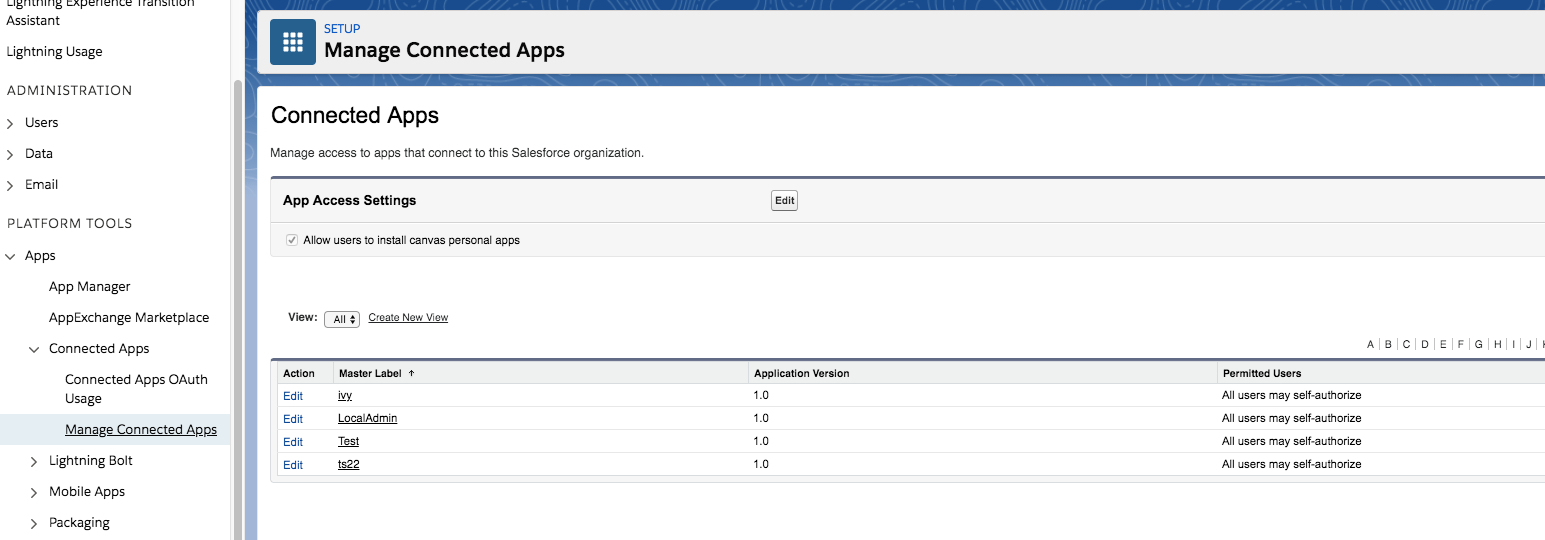 Lightning Experience Transition
Assistant
Lightning Usage
ADMINISTRATION
Users
Data
Email
PLATFORM TOOLS
Apps
App Manager
AppExchange Marketplace
Connected Apps
Connected Apps OAuth
Usage
Manage Connected Apps
Lightning Bolt
Mobile Apps
Packaging
SETUP
Manage Connected Apps
Connected Apps
Manage access to apps that connect to this Salesforce organization.
App Access Settings Edit
Allow users to install canvas personal apps
View: All Create New View
A | B | C | D | E | F | G | H | I | J |
Action Master Label ↑ Application Version Permitted Users
Edit ivy 1.0 All users may self-authorize
Edit LocalAdmin 1.0 All users may self-authorize
Edit Test 1.0 All users may self-authorize
Edit ts22 1.0 All users may self-authorize